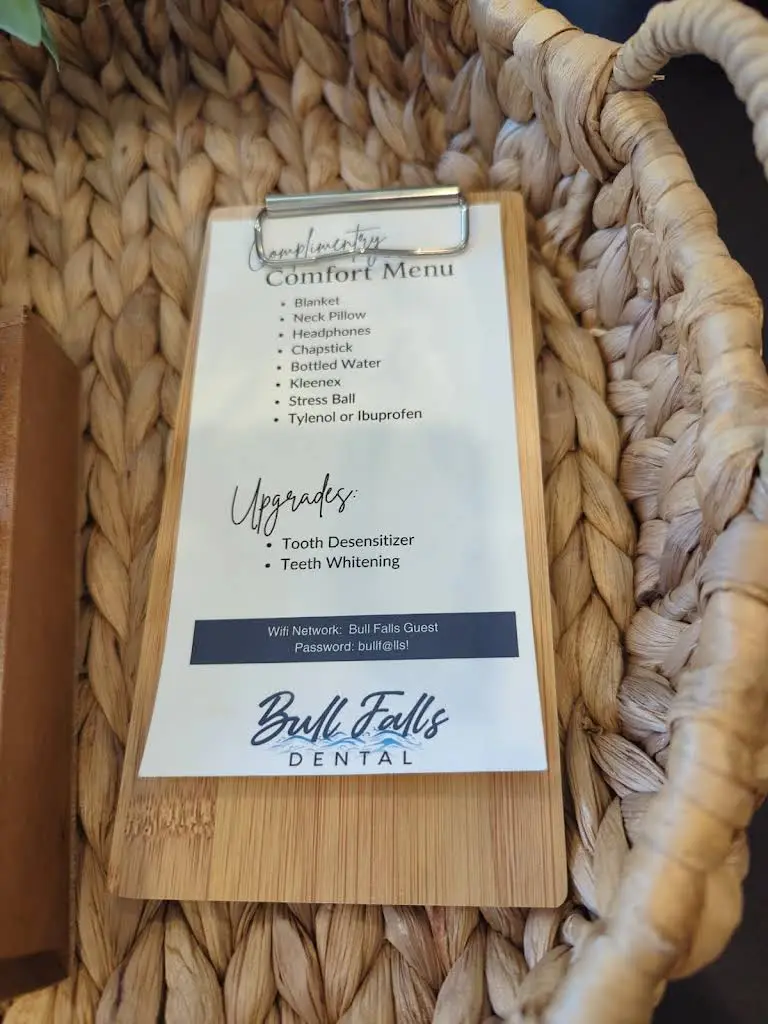 Complimentry
Comfort Menu
• Blanket
• Neck Pillow
• Headphones
• Chapstick
• Bottled Water
• Kleenex
• Stress Ball
• Tylenol or Ibuprofen
Upgrades:
• Tooth Desensitizer
• Teeth Whitening
Wifi Network: Bull Falls Guest
Password: bullf@lls!
Bull Falls
DENTAL